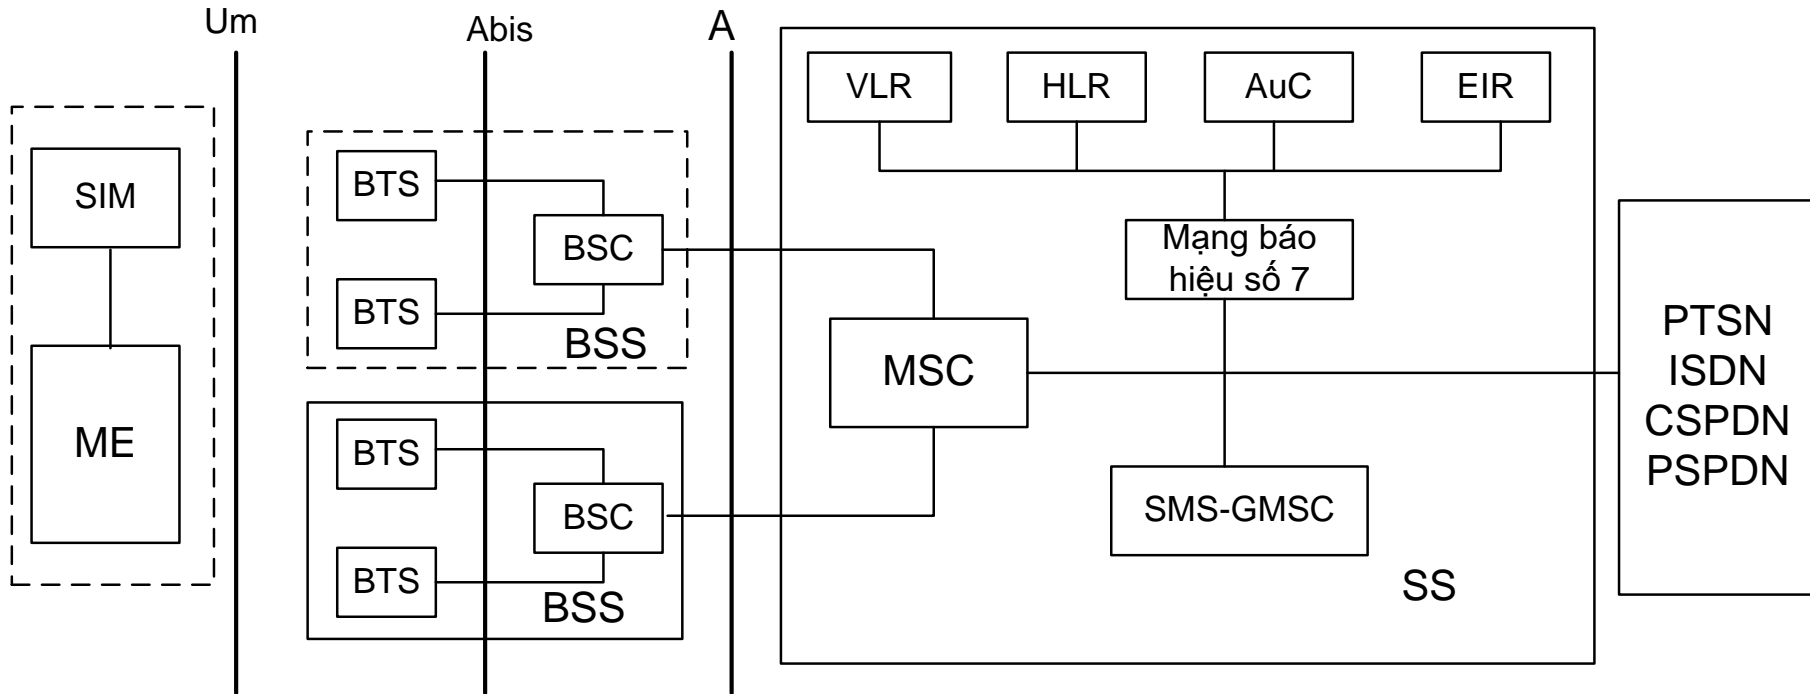 Um
Abis
A
VLR
HLR
AuC
EIR
SIM
BTS
BSC
BTS
BSS
Mạng báo
hiệu số 7
MSC
ME
BTS
BSC
BTS
BSS
SMS-GMSC
SS
PTSN
ISDN
CSPDN
PSPDN